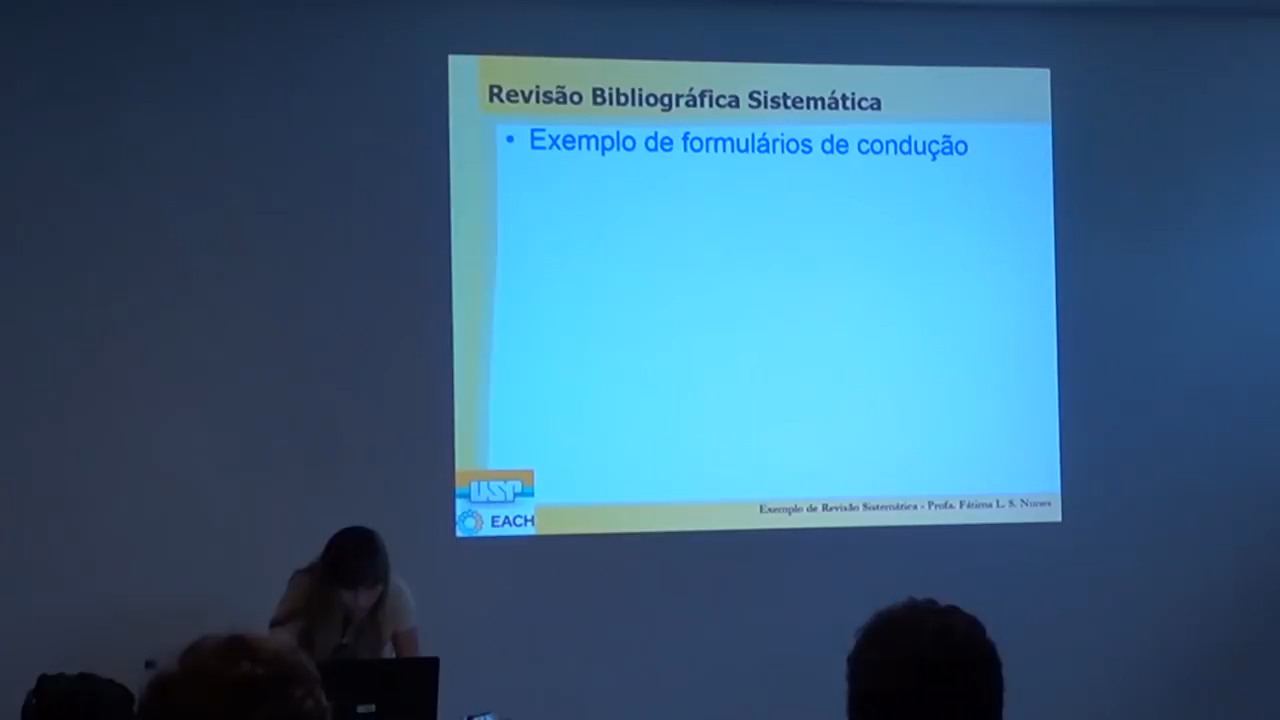 Revisão Bibliográfica Sistemática
• Exemplo de formulários de condução
USP
EACH
Exemplo de Revisão Sistemática - Profa. Fátima L. S. Nunes